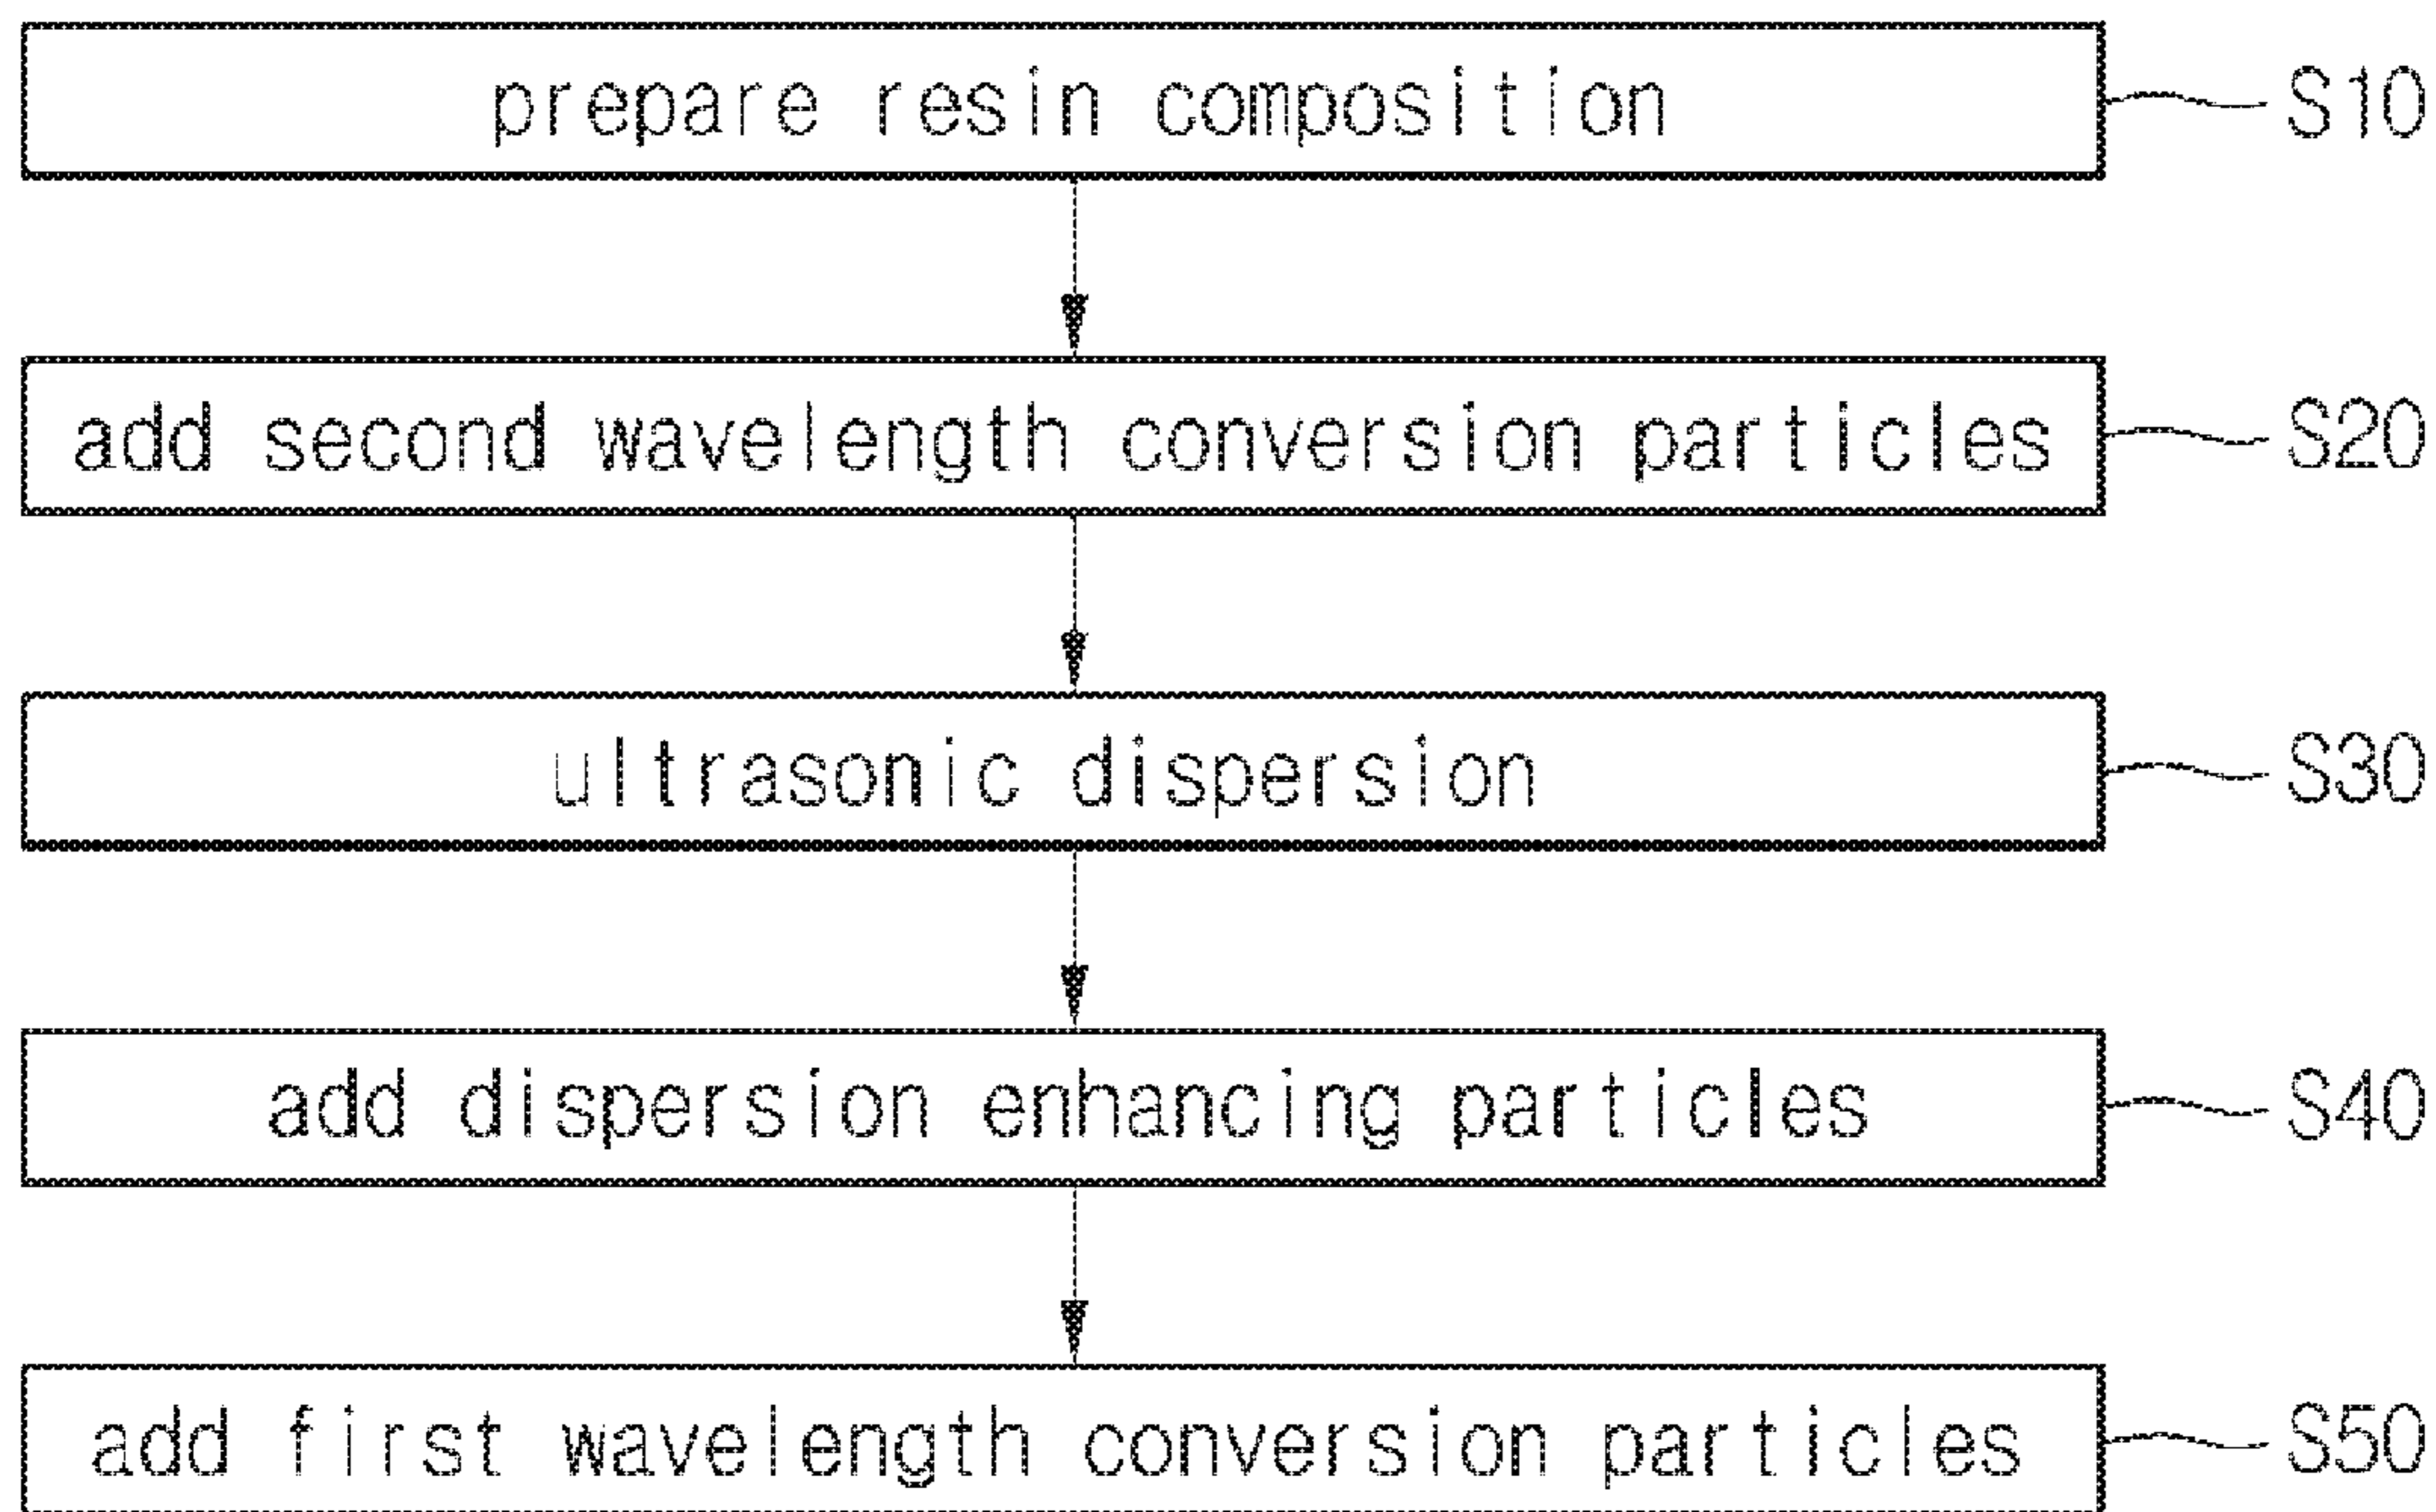 prepare resin composition S10
add second wavelength conversion particles S20
ultrasonic dispersion S30
add dispersion enhancing particles S40
add first wavelength conversion particles S50